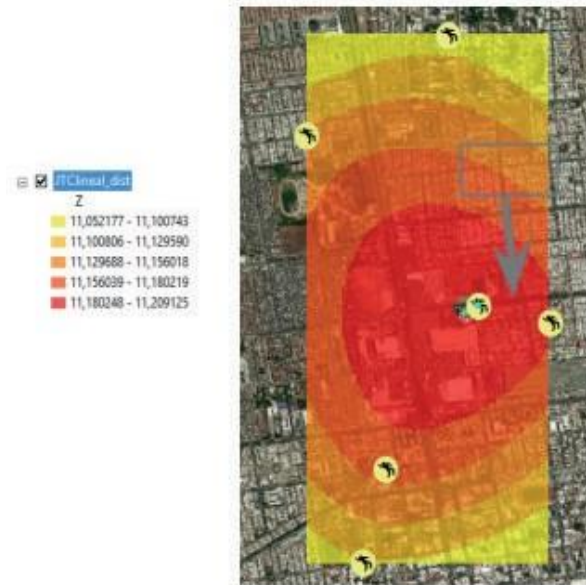 JTClineal_dist
Z
11,052177 - 11,100743
11,100806 - 11,129590
11,129688 - 11,156018
11,156039 - 11,180219
11,180248 - 11,209125